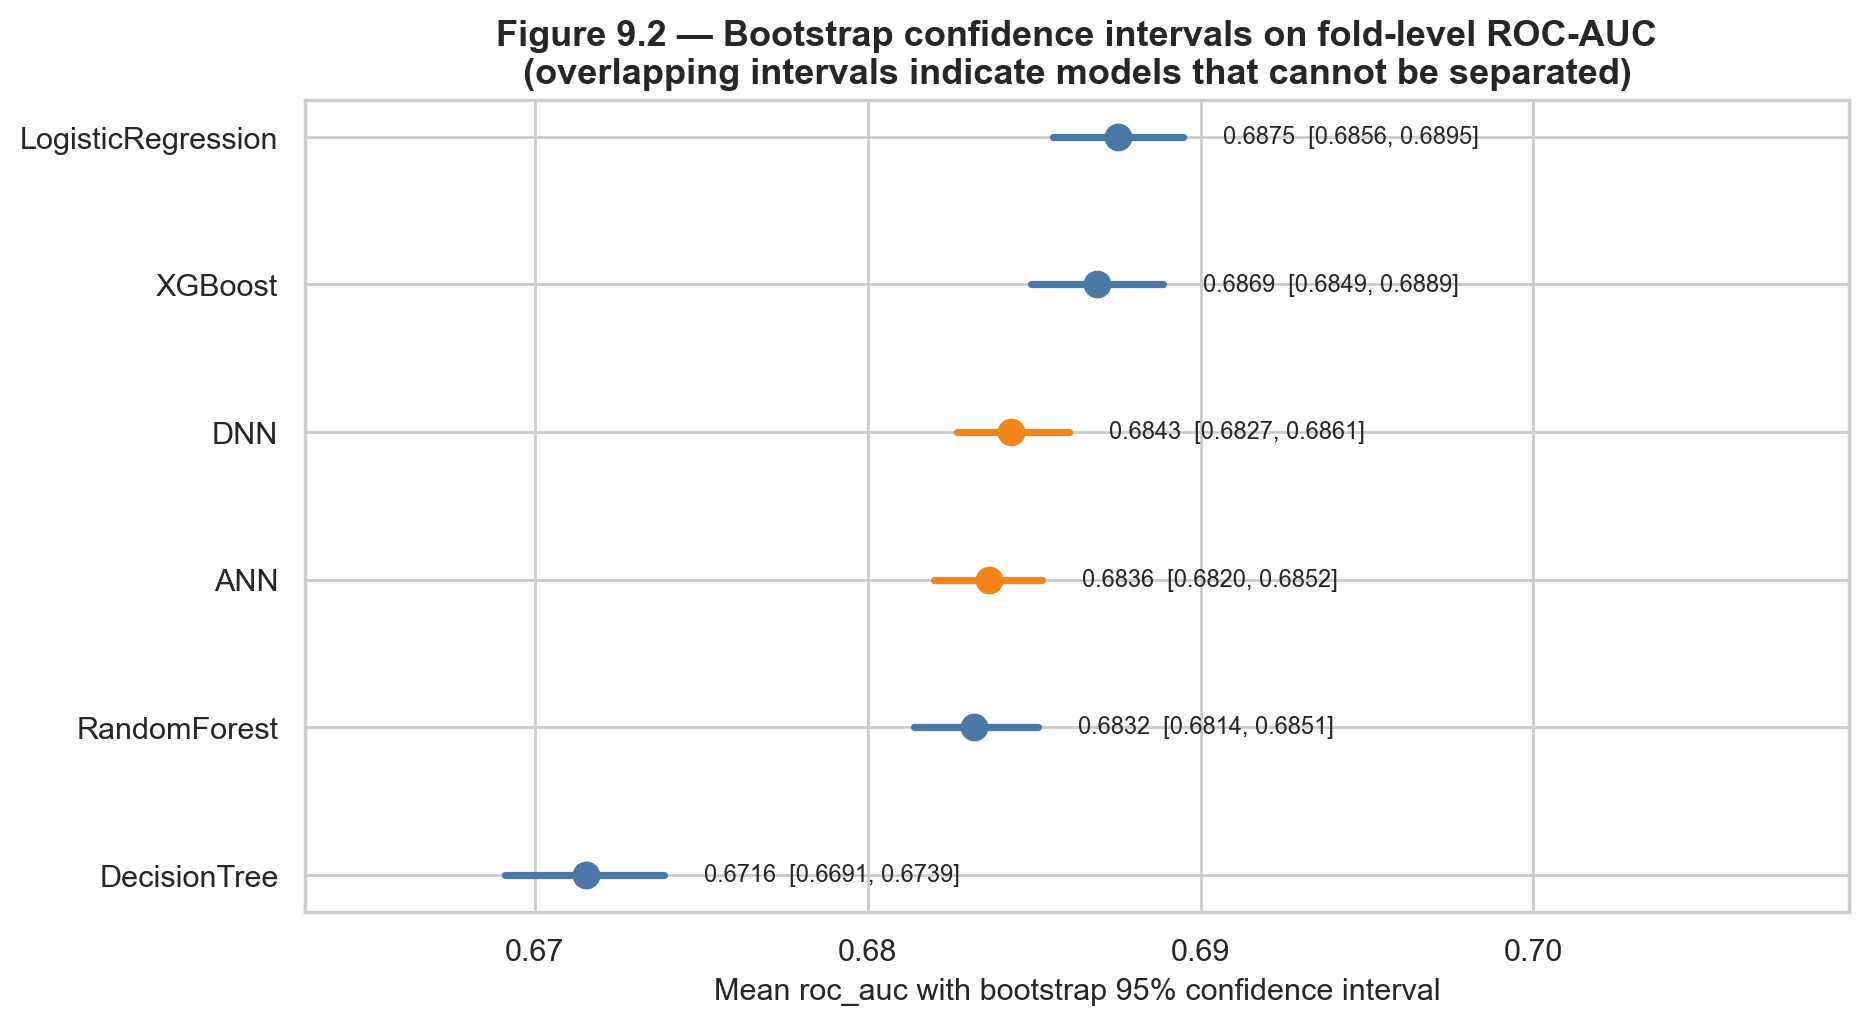 Figure 9.2 — Bootstrap confidence intervals on fold-level ROC-AUC
(overlapping intervals indicate models that cannot be separated)
LogisticRegression
0.6875 [0.6856, 0.6895]
XGBoost
0.6869 [0.6849, 0.6889]
DNN
0.6843 [0.6827, 0.6861]
ANN
0.6836 [0.6820, 0.6852]
RandomForest
0.6832 [0.6814, 0.6851]
DecisionTree
0.6716 [0.6691, 0.6739]
0.67 0.68 0.69 0.70
Mean roc_auc with bootstrap 95% confidence interval